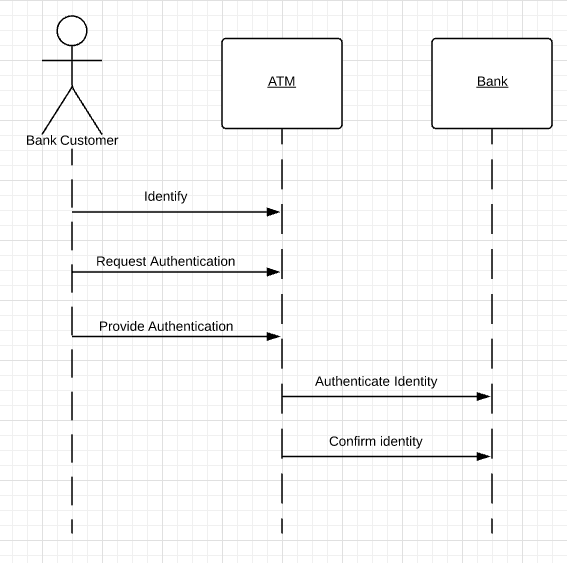 ATM
Bank
Bank Customer
Identify
Request Authentication
Provide Authentication
Authenticate Identity
Confirm identity